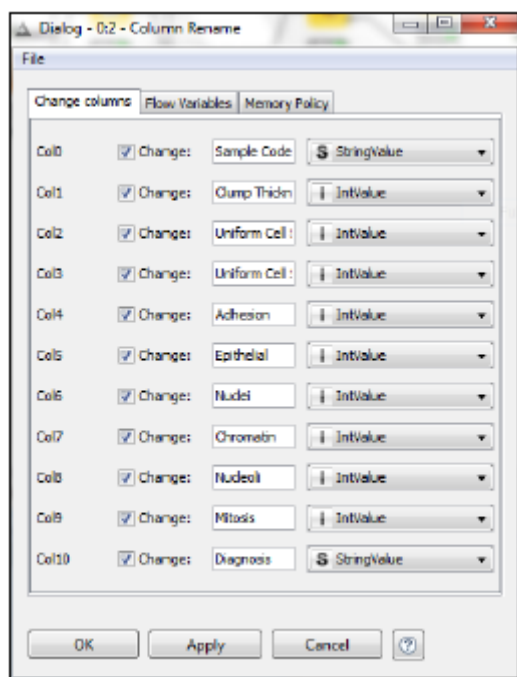 Dialog - 0:2 - Column Rename
File
Change columns Flow Variables Memory Policy
Col0 Change: Sample Code S StringValue
Col1 Change: Clump Thickn I IntValue
Col2 Change: Uniform Cell S I IntValue
Col3 Change: Uniform Cell S I IntValue
Col4 Change: Adhesion I IntValue
Col5 Change: Epithelial I IntValue
Col6 Change: Nuclei I IntValue
Col7 Change: Chromatin I IntValue
Col8 Change: Nucleoli I IntValue
Col9 Change: Mitosis I IntValue
Col10 Change: Diagnosis S StringValue
OK Apply Cancel ?